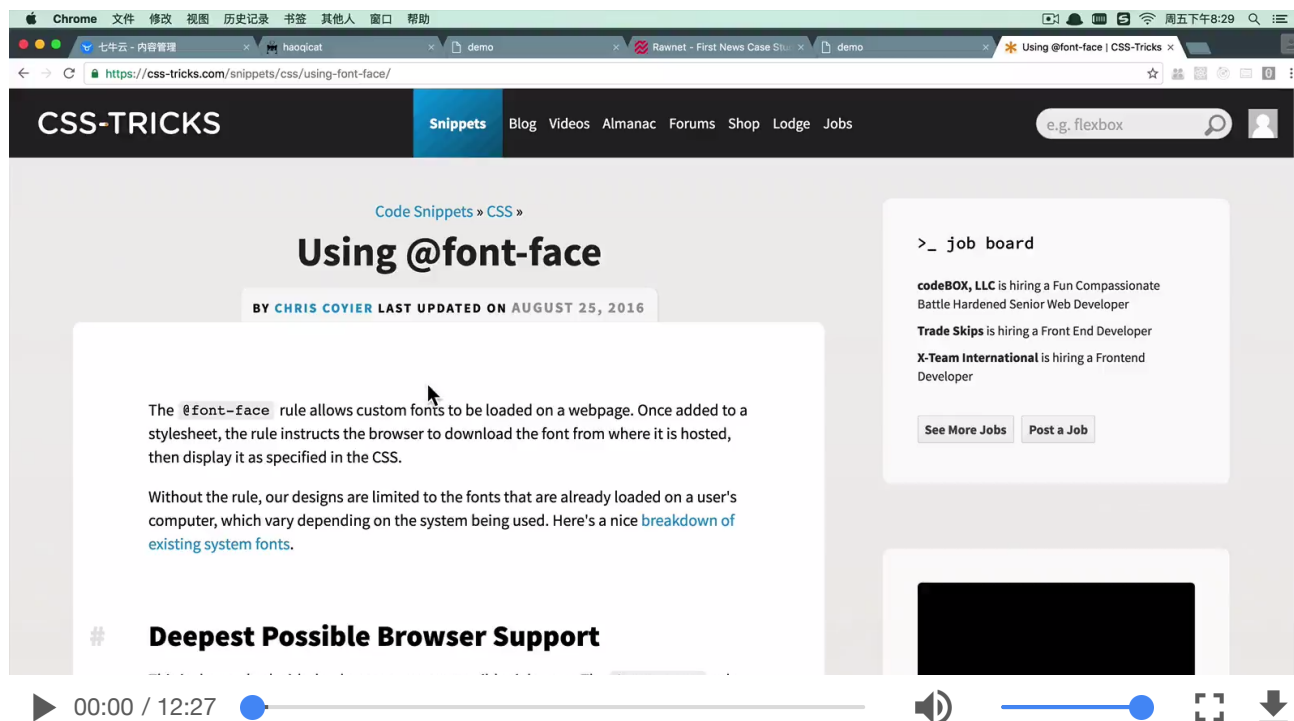 Chrome 文件 修改 视图 历史记录 书签 其他人 窗口 帮助 周五下午8:29
七牛云 - 内容管理 haoqicat demo Rawnet - First News Case Stu demo Using @font-face | CSS-Tricks
https://css-tricks.com/snippets/css/using-font-face/
CSS-TRICKS Snippets Blog Videos Almanac Forums Shop Lodge Jobs e.g. flexbox
Code Snippets » CSS »
Using @font-face
BY CHRIS COYIER LAST UPDATED ON AUGUST 25, 2016
The @font-face rule allows custom fonts to be loaded on a webpage. Once added to a
stylesheet, the rule instructs the browser to download the font from where it is hosted,
then display it as specified in the CSS.
Without the rule, our designs are limited to the fonts that are already loaded on a user's
computer, which vary depending on the system being used. Here's a nice breakdown of
existing system fonts.
# Deepest Possible Browser Support
>_ job board
codeBOX, LLC is hiring a Fun Compassionate
Battle Hardened Senior Web Developer
Trade Skips is hiring a Front End Developer
X-Team International is hiring a Frontend
Developer
See More Jobs Post a Job
00:00 / 12:27